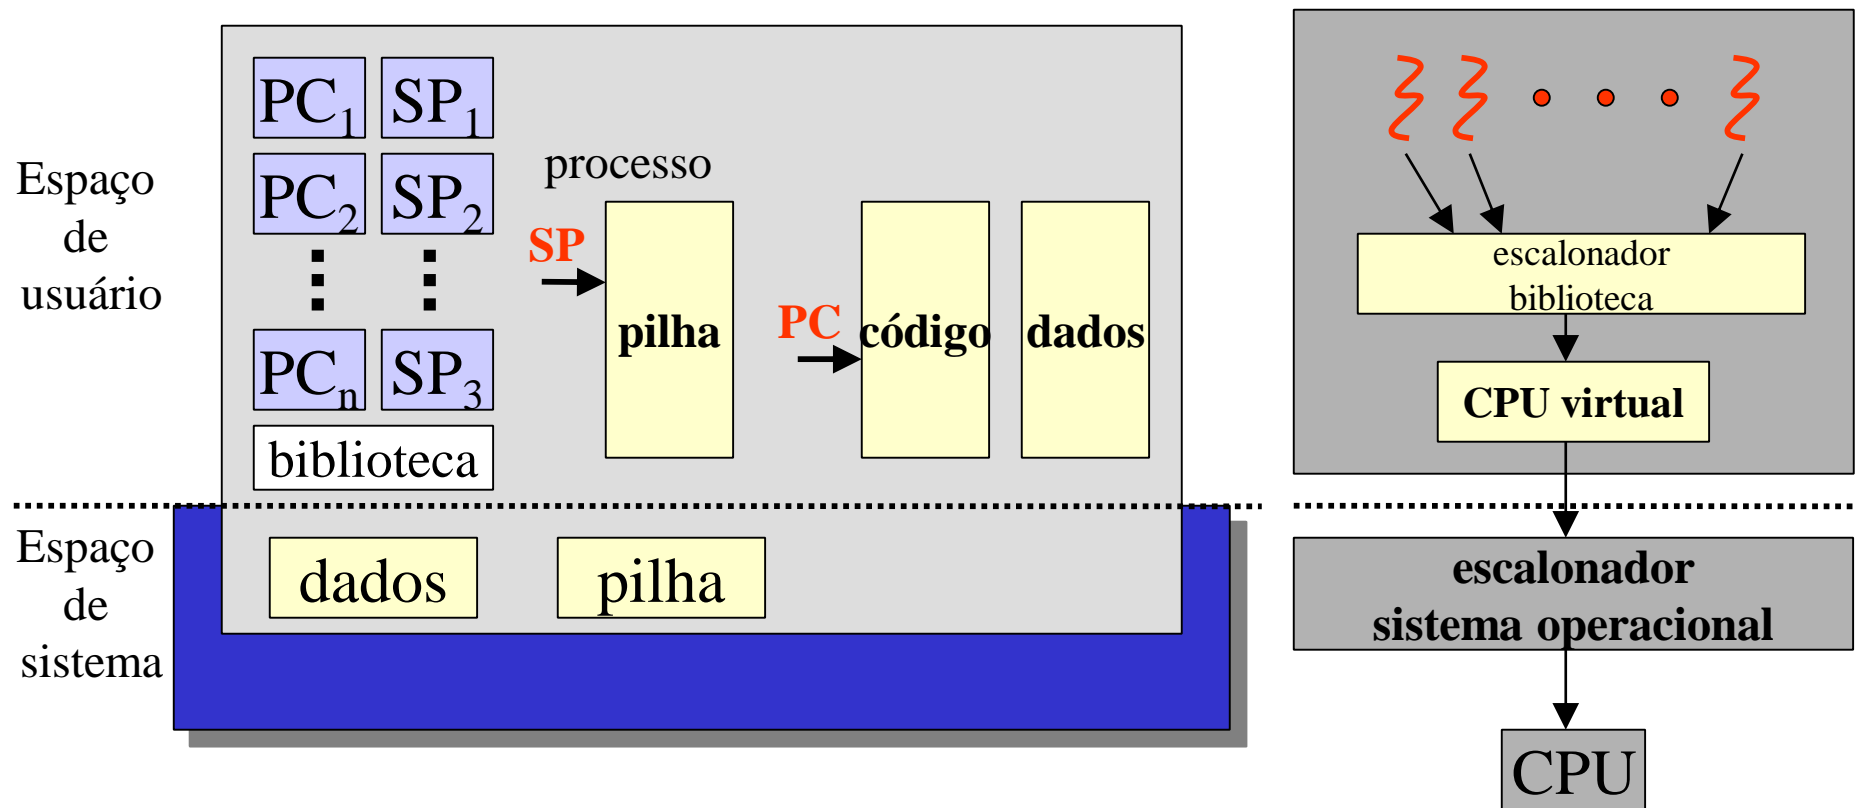 Espaço
de
usuário
PC1 SP1
PC2 SP2
PCn SP3
biblioteca
processo
SP
pilha
PC
código
dados
Espaço
de
sistema
dados
pilha
escalonador
biblioteca
CPU virtual
escalonador
sistema operacional
CPU